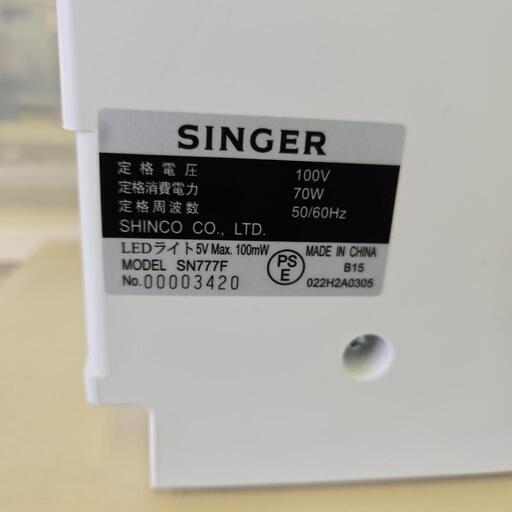 SINGER
定格電圧 100V
定格消費電力 70W
定格周波数 50/60Hz
SHINCO CO., LTD.
LEDライト 5V Max. 100mW
MODEL SN777F
No. 00003420
PS
E
MADE IN CHINA
B15
022H2A0305